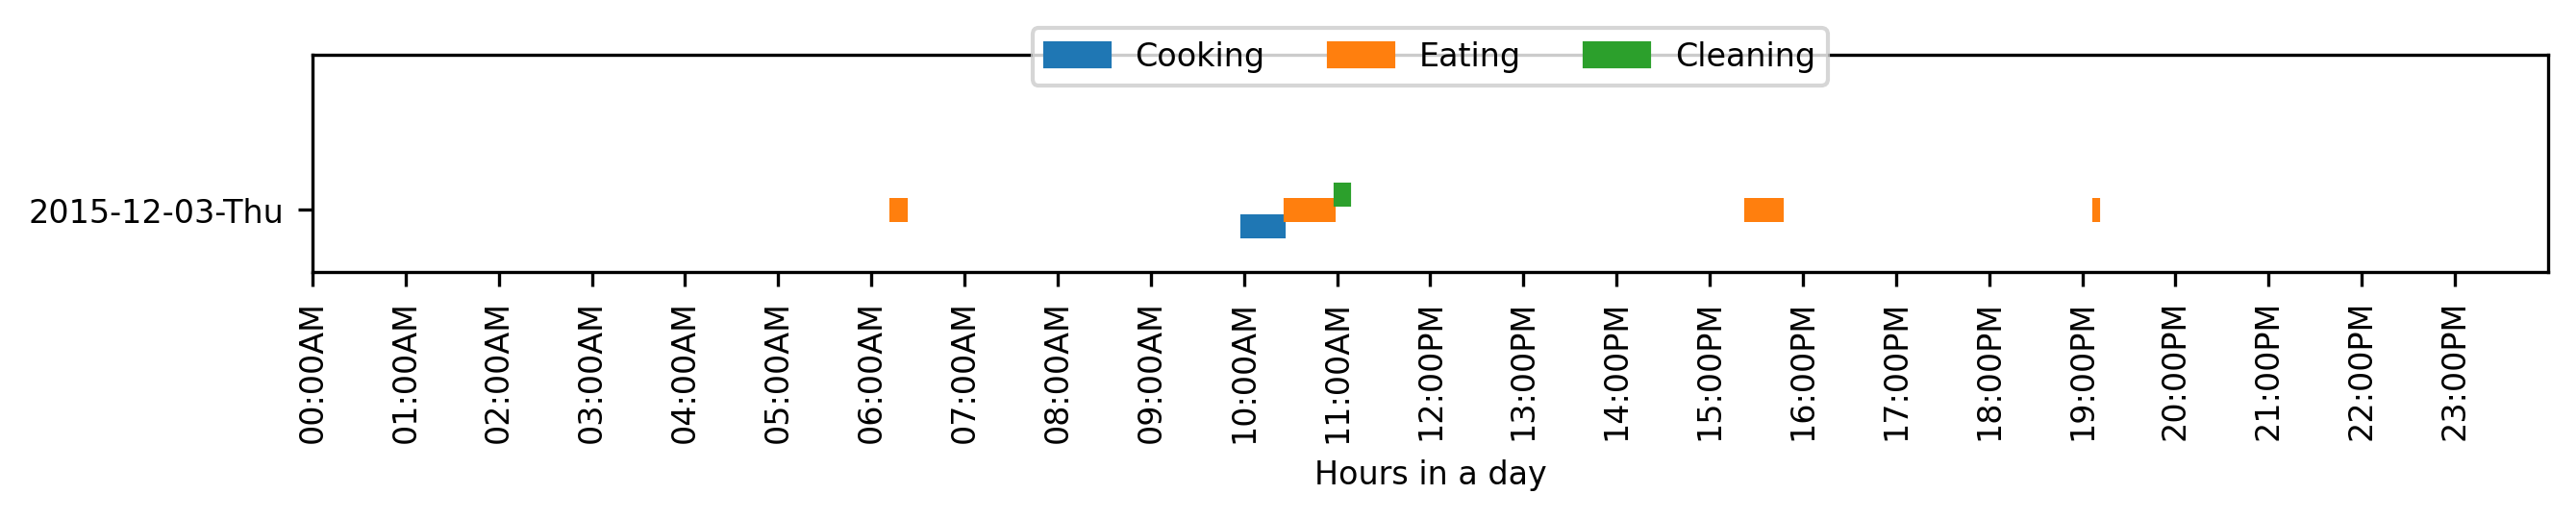 Cooking Eating Cleaning
2015-12-03-Thu
00:00AM 01:00AM 02:00AM 03:00AM 04:00AM 05:00AM 06:00AM 07:00AM 08:00AM 09:00AM 10:00AM 11:00AM 12:00PM 13:00PM 14:00PM 15:00PM 16:00PM 17:00PM 18:00PM 19:00PM 20:00PM 21:00PM 22:00PM 23:00PM
Hours in a day